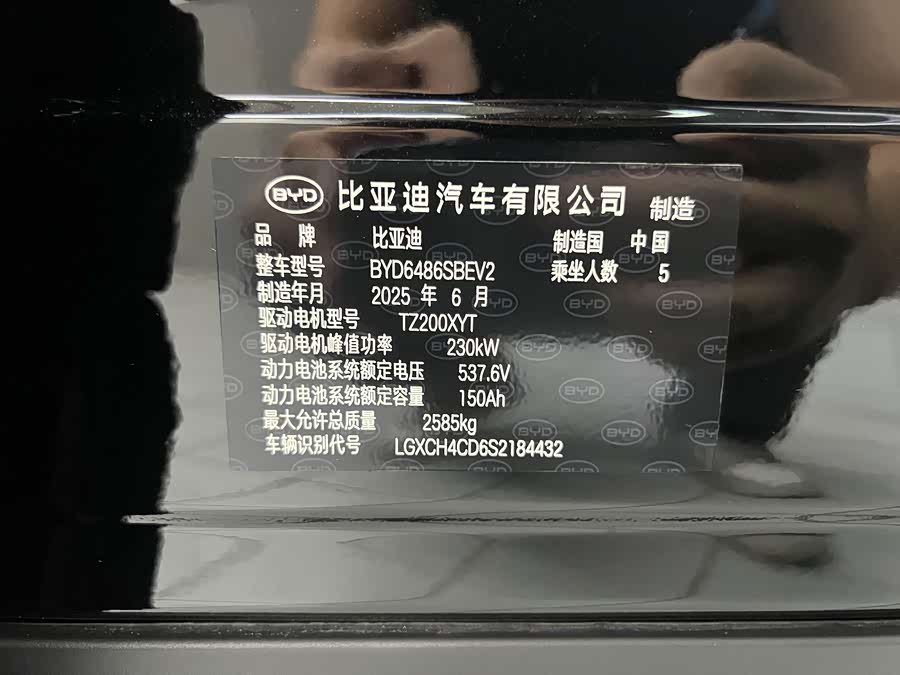 BYD 比亚迪汽车有限公司 制造
品 牌 比亚迪 制造国 中国
整车型号 BYD6486SBEV2 乘坐人数 5
制造年月 2025 年 6 月
驱动电机型号 TZ200XYT
驱动电机峰值功率 230kW
动力电池系统额定电压 537.6V
动力电池系统额定容量 150Ah
最大允许总质量 2585kg
车辆识别代号 LGXCH4CD6S2184432